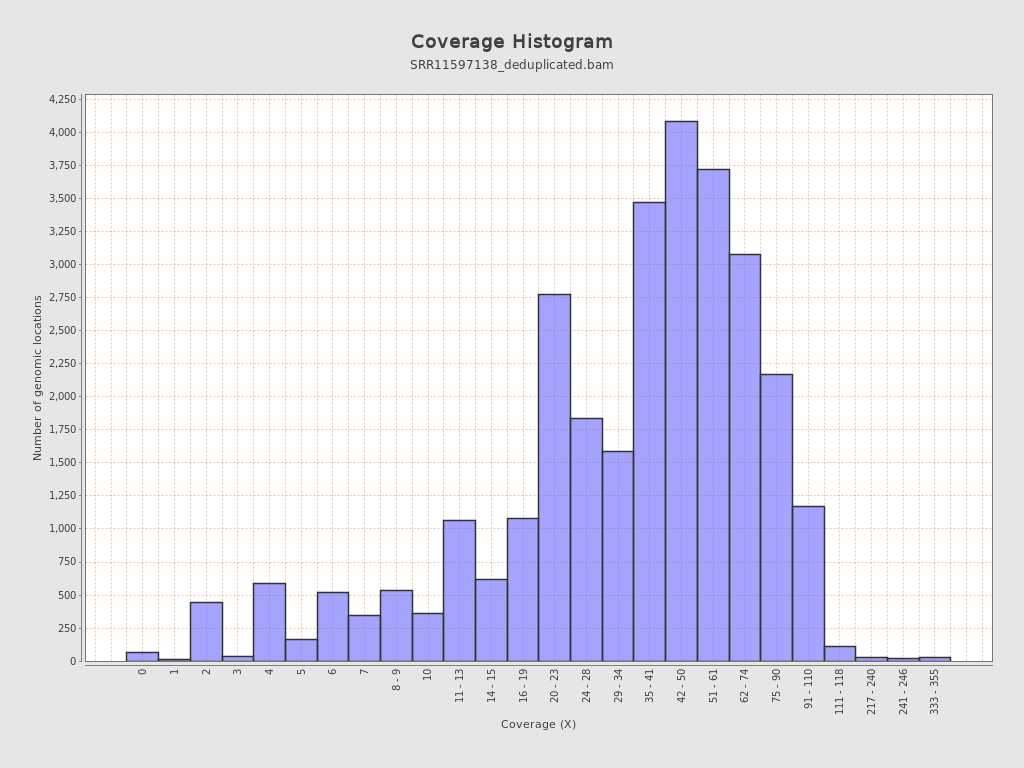 Coverage Histogram
SRR11597138_deduplicated.bam
Number of genomic locations
4,250
4,000
3,750
3,500
3,250
3,000
2,750
2,500
2,250
2,000
1,750
1,500
1,250
1,000
750
500
250
0
0
1
2
3
4
5
6
7
8 - 9
10
11 - 13
14 - 15
16 - 19
20 - 23
24 - 28
29 - 34
35 - 41
42 - 50
51 - 61
62 - 74
75 - 90
91 - 110
111 - 118
217 - 240
241 - 246
333 - 355
Coverage (X)